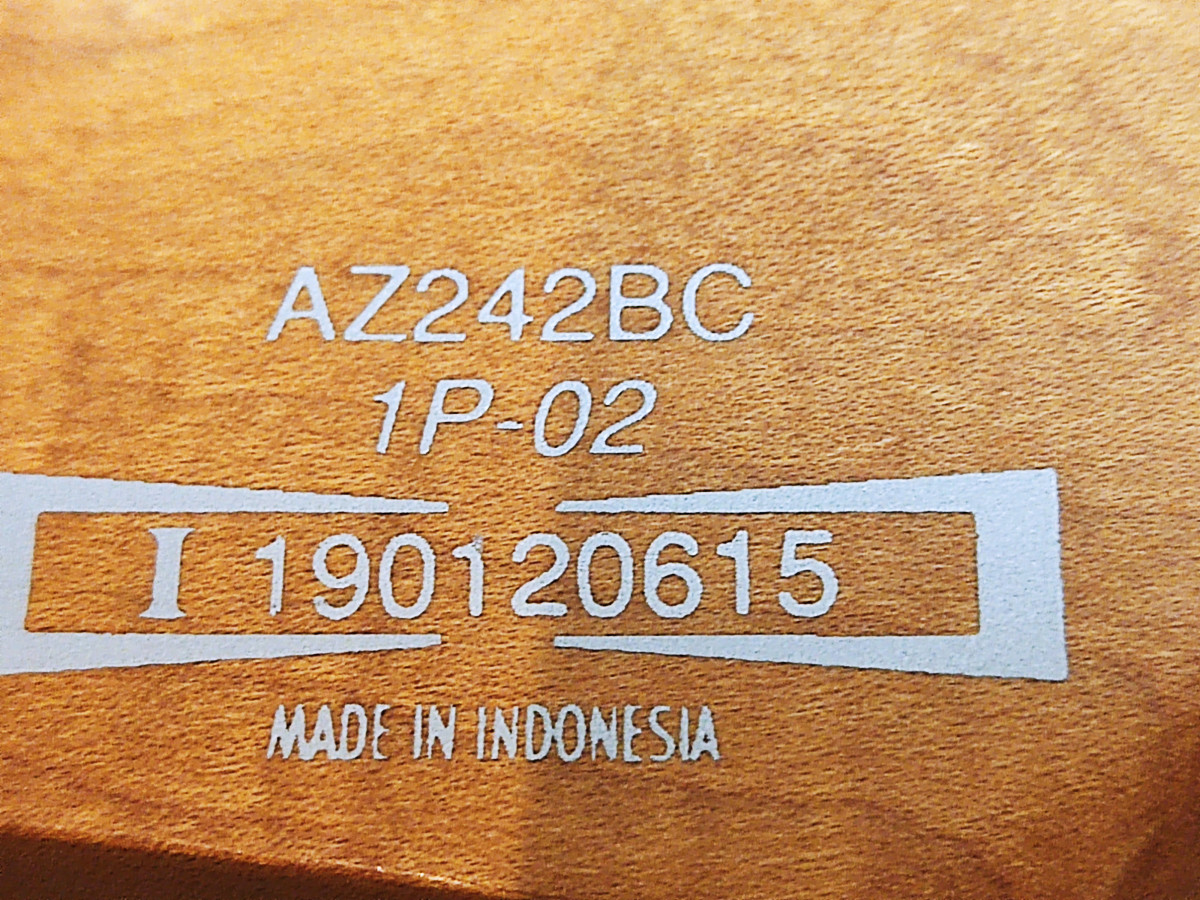 AZ242BC
1P-02
I 190120615
MADE IN INDONESIA